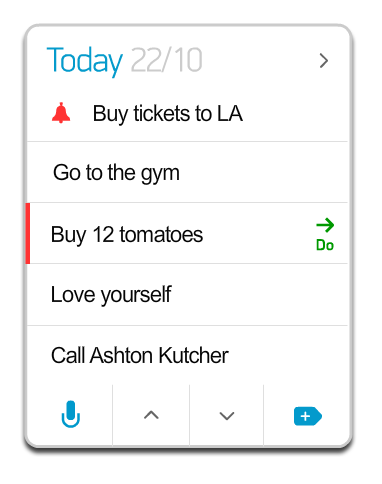 Today 22/10
Buy tickets to LA
Go to the gym
Buy 12 tomatoes
Do
Love yourself
Call Ashton Kutcher